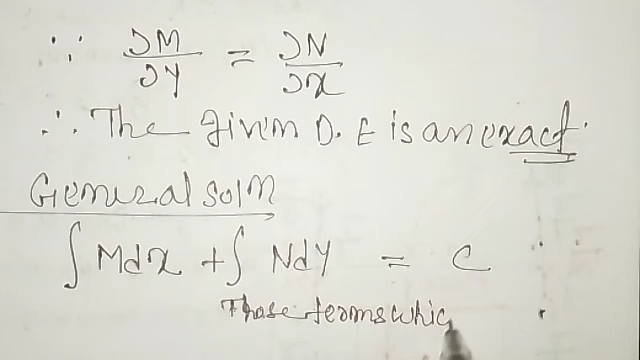 ∵ ∂M/∂y = ∂N/∂x
∴ The given D.E is an exact.
General soln
∫ Mdx + ∫ Ndy = C
Those terms whic